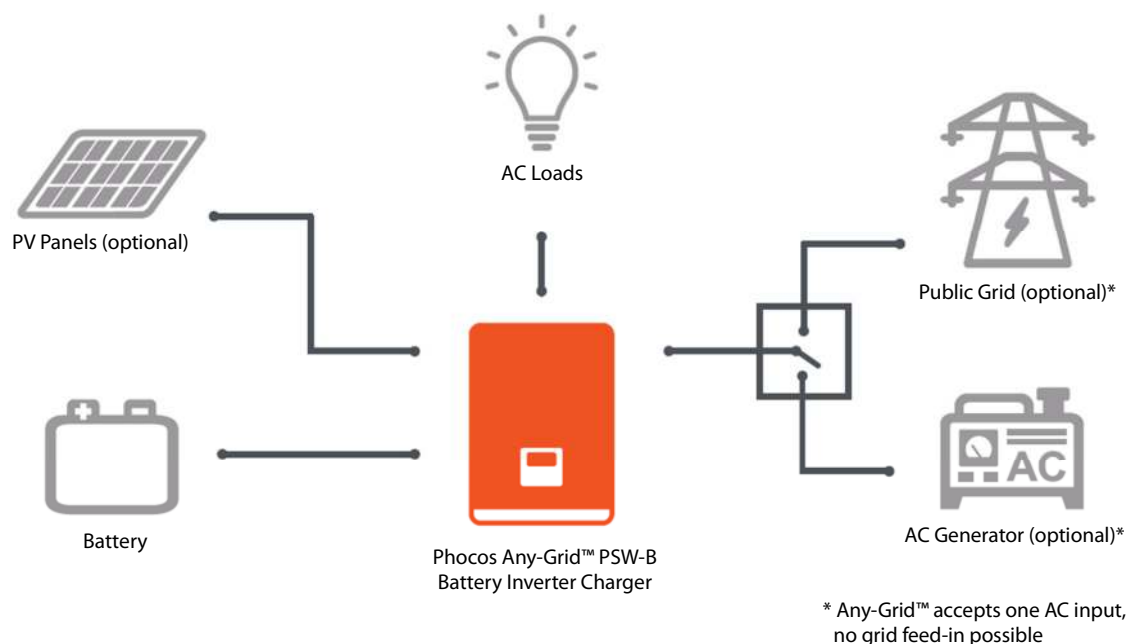 AC Loads
PV Panels (optional)
Public Grid (optional)*
Battery
AC
AC Generator (optional)*
Phocos Any-Grid™ PSW-B
Battery Inverter Charger
* Any-Grid™ accepts one AC input,
no grid feed-in possible